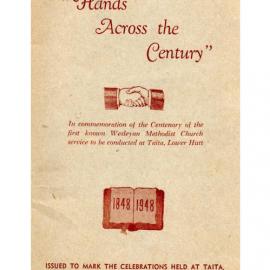 "Hands
Across the
Century"
In commemoration of the Centenary of the
first known Wesleyan Methodist Church
service to be conducted at Taita, Lower Hutt
1848 1948
ISSUED TO MARK THE CELEBRATIONS HELD AT TAITA,